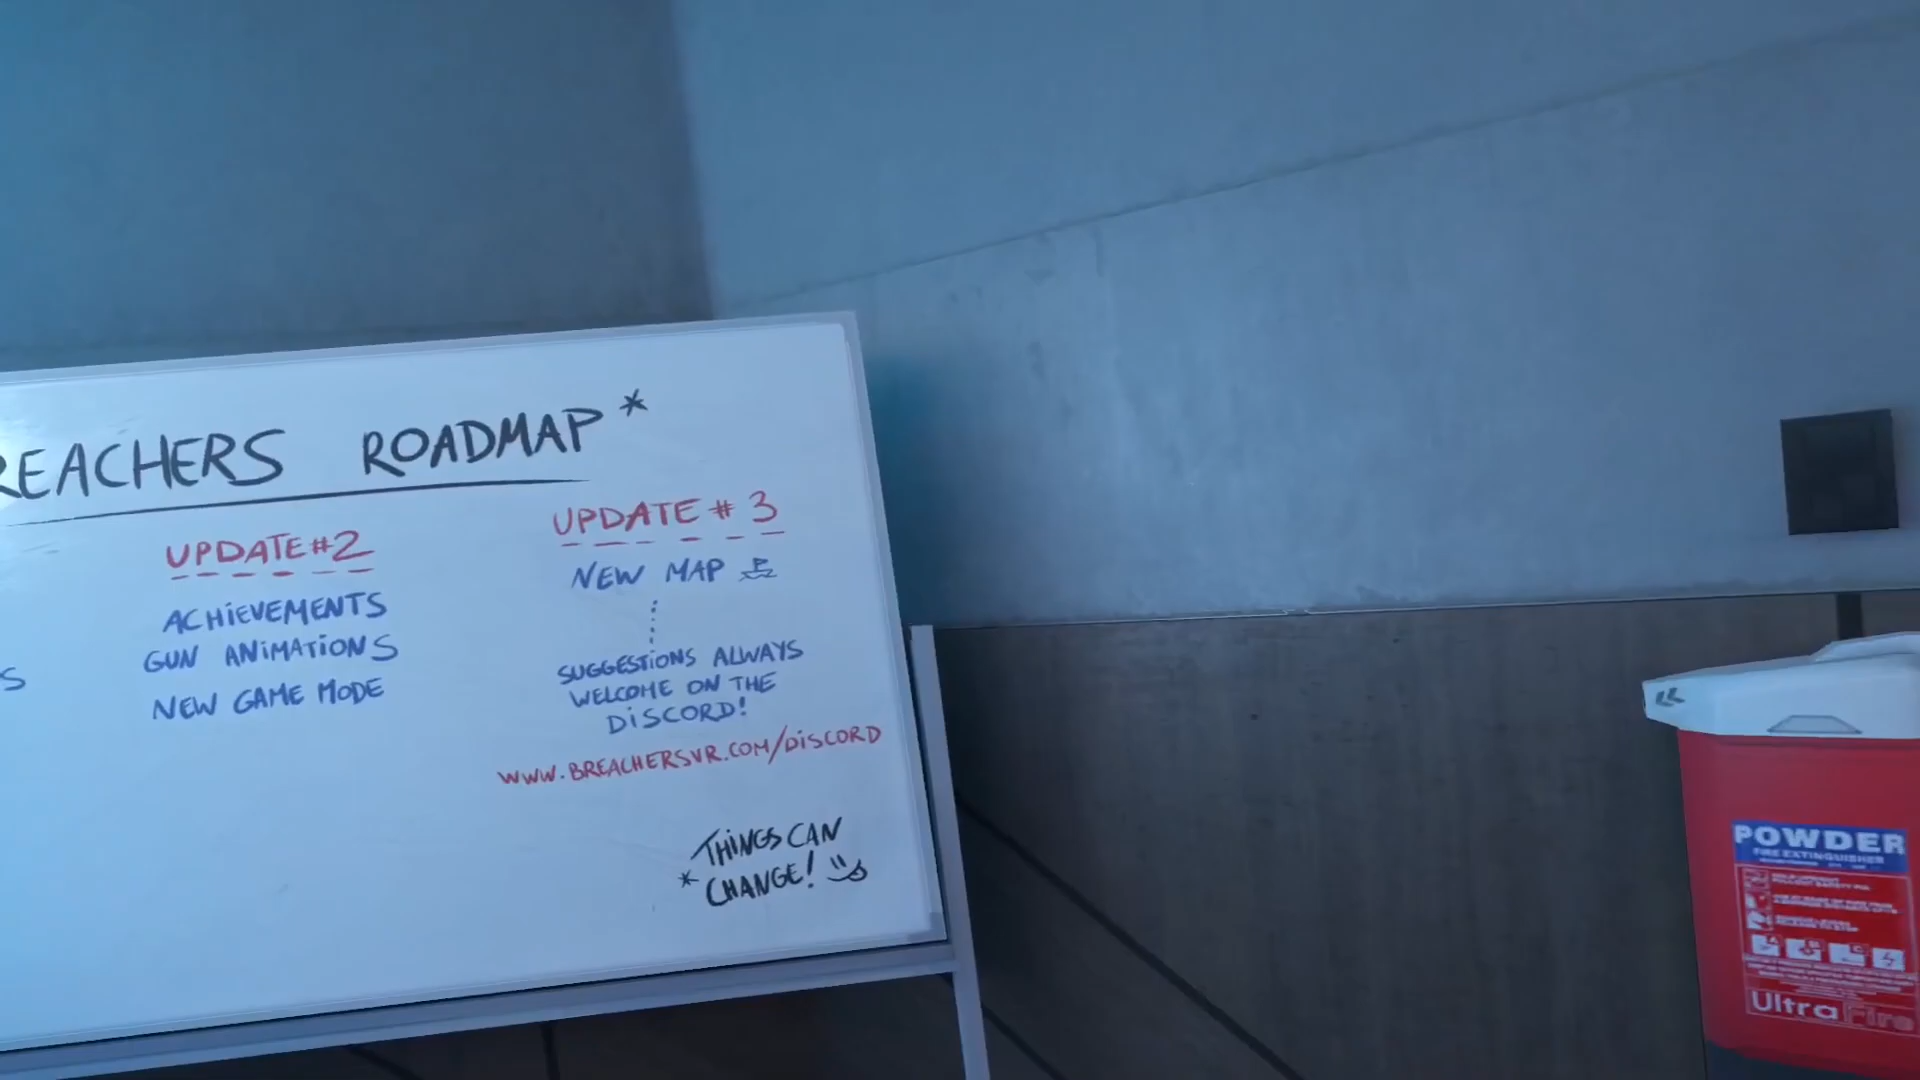 REACHERS ROADMAP*
UPDATE #2
ACHIEVEMENTS
GUN ANIMATIONS
NEW GAME MODE
UPDATE # 3
NEW MAP
SUGGESTIONS ALWAYS
WELCOME ON THE
DISCORD!
WWW.BREACHERSVR.COM/DISCORD
THINGS CAN
* CHANGE!
S
POWDER
FIRE EXTINGUISHER
Ultra Fire